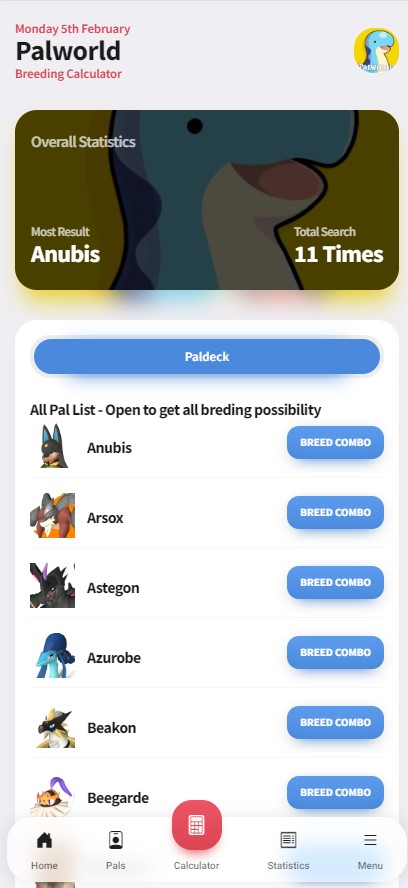 Monday 5th February
Palworld
Breeding Calculator
Overall Statistics
Most Result
Anubis
Total Search
11 Times
Paldeck
All Pal List - Open to get all breding possibility
Anubis
BREED COMBO
Arsox
BREED COMBO
Astegon
BREED COMBO
Azurobe
BREED COMBO
Beakon
BREED COMBO
Beegarde
BREED COMBO
Home
Pals
Calculator
Statistics
Menu